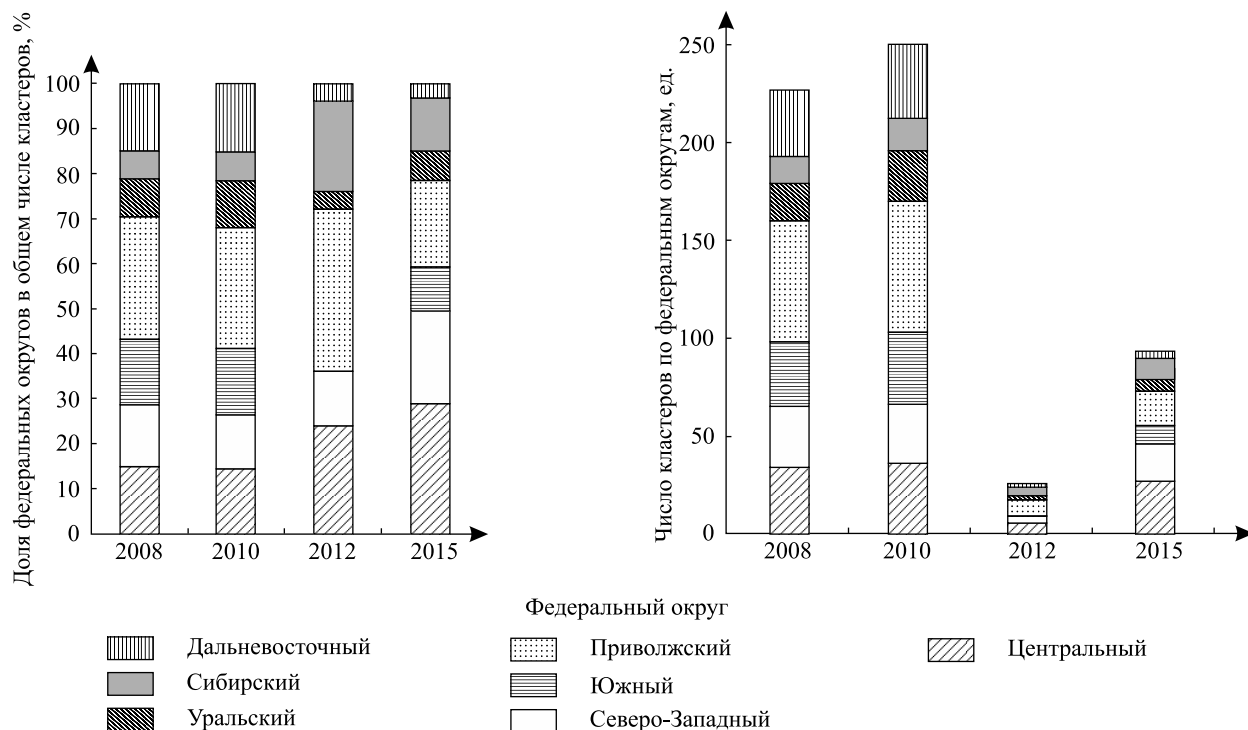 Доля федеральных округов в общем числе кластеров, %
100
90
80
70
60
50
40
30
20
10
0
2008 2010 2012 2015
Число кластеров по федеральным округам, ед.
250
200
150
100
50
0
2008 2010 2012 2015
Федеральный округ
Дальневосточный
Сибирский
Уральский
Приволжский
Южный
Северо-Западный
Центральный